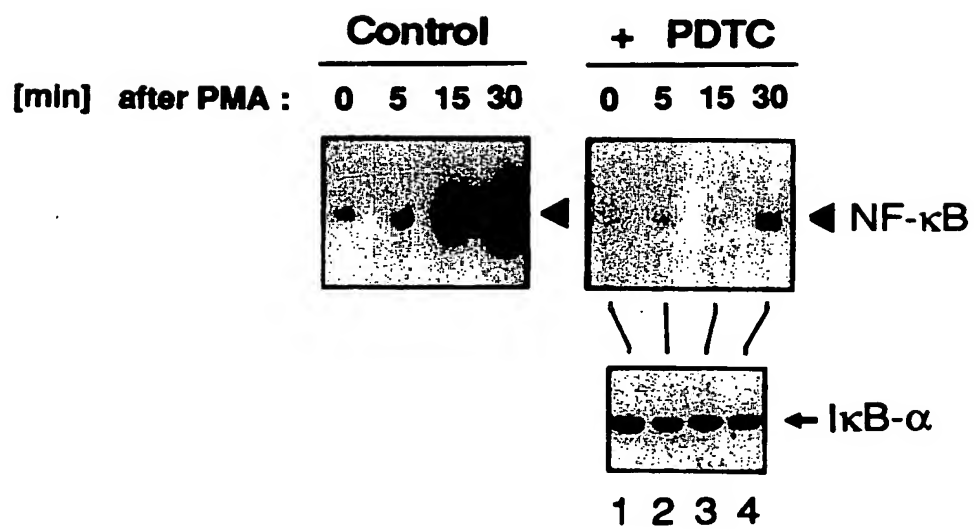 Control + PDTC
[min] after PMA : 0 5 15 30 0 5 15 30
NF-κB
IκB-α
1 2 3 4